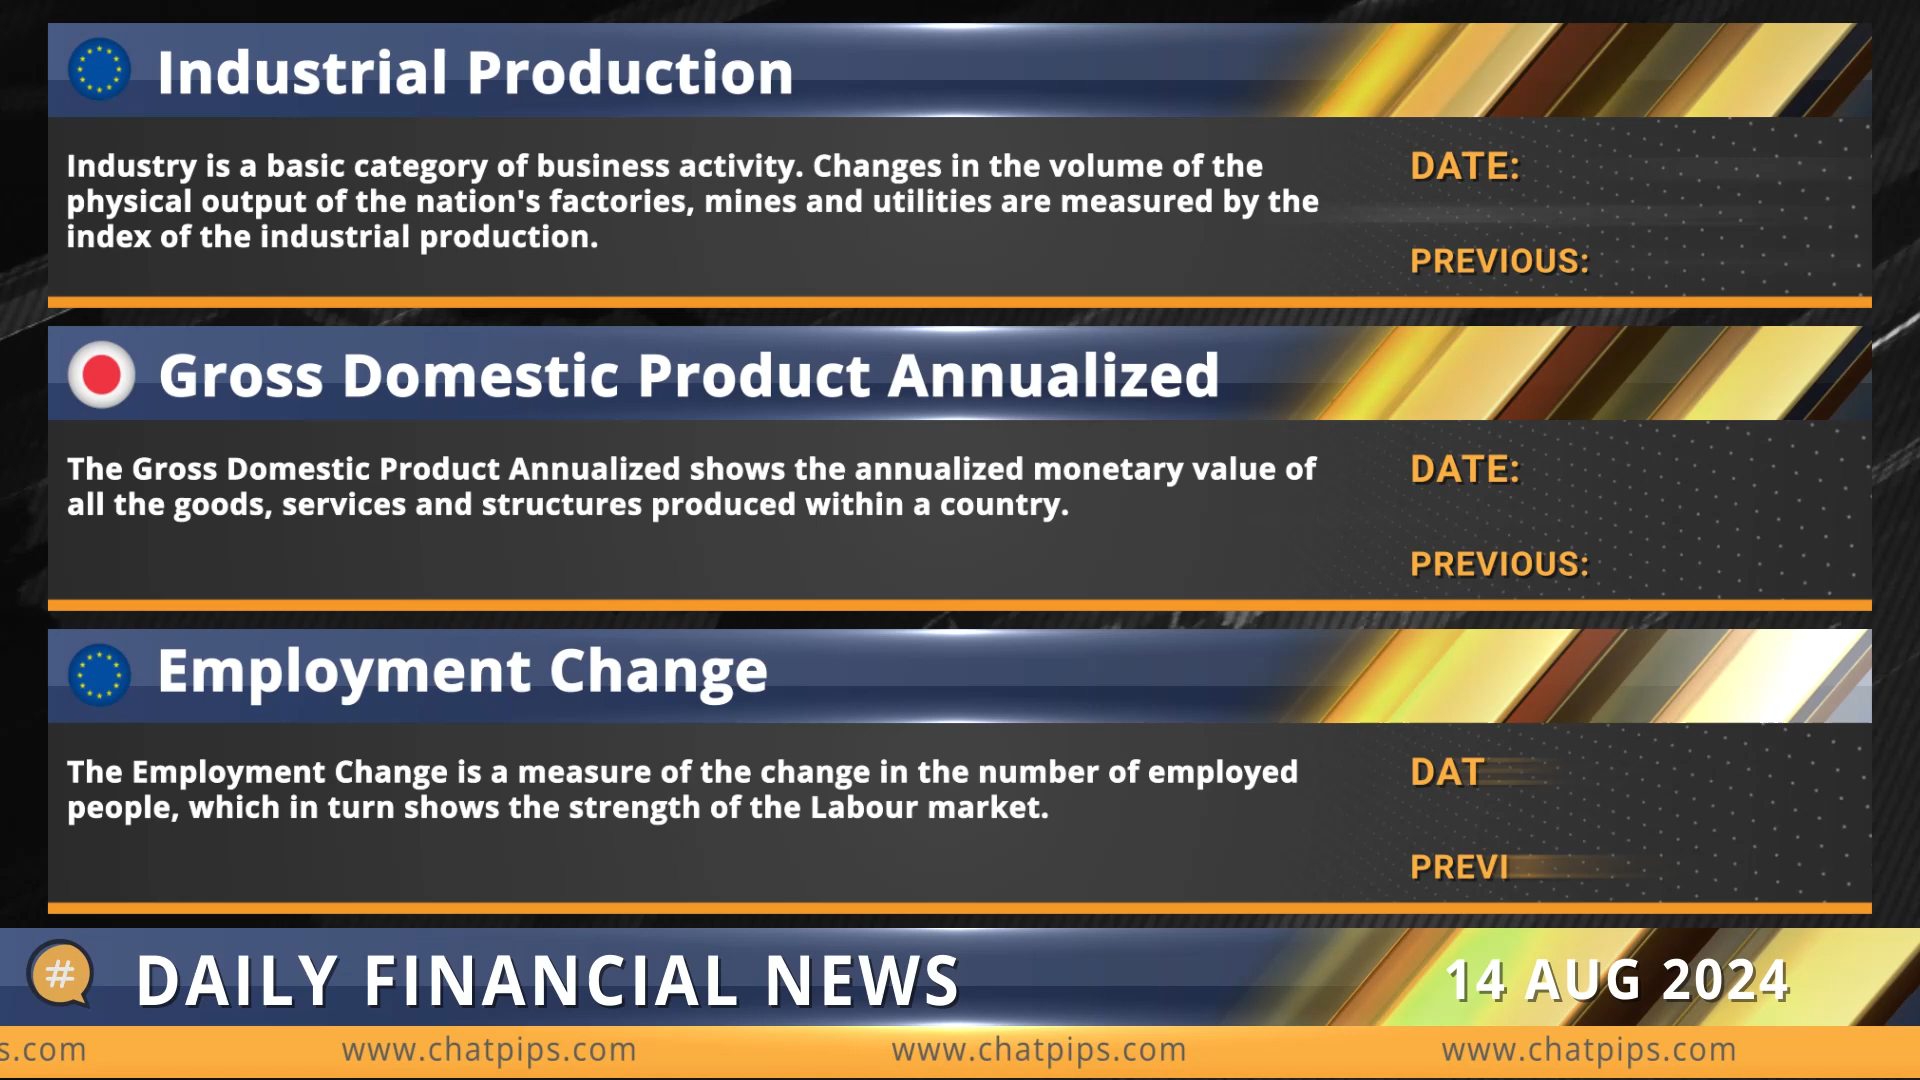 Industrial Production
Industry is a basic category of business activity. Changes in the volume of the
physical output of the nation's factories, mines and utilities are measured by the
index of the industrial production.
DATE:
PREVIOUS:
Gross Domestic Product Annualized
The Gross Domestic Product Annualized shows the annualized monetary value of
all the goods, services and structures produced within a country.
DATE:
PREVIOUS:
Employment Change
The Employment Change is a measure of the change in the number of employed
people, which in turn shows the strength of the Labour market.
DAT
PREVI
# DAILY FINANCIAL NEWS
14 AUG 2024
s.com www.chatpips.com www.chatpips.com www.chatpips.com